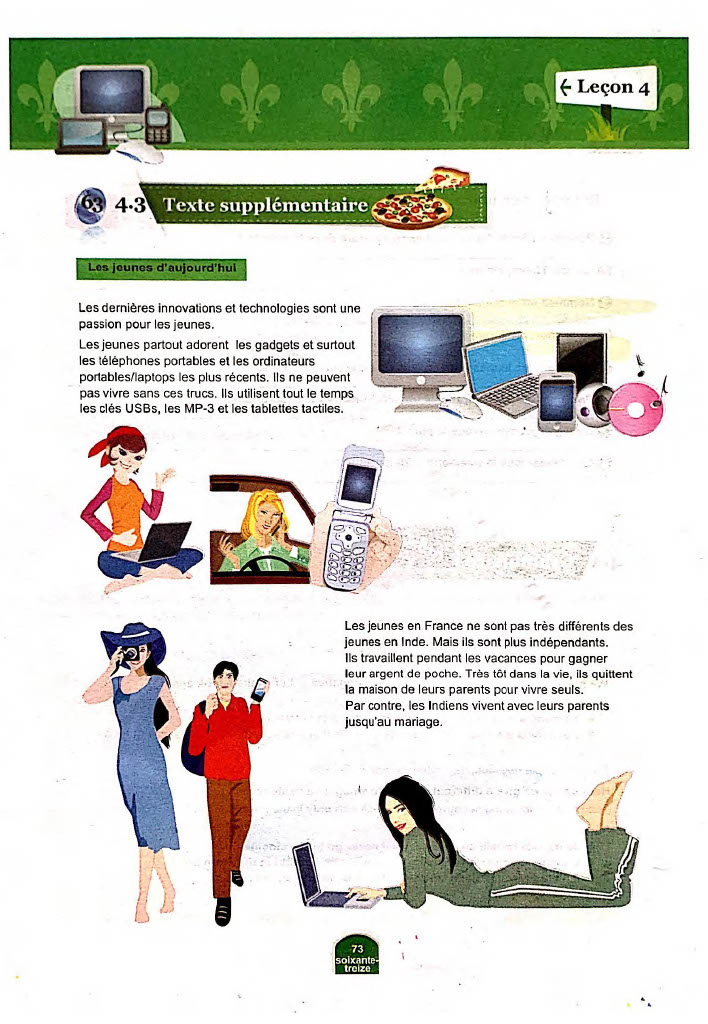 ← Leçon 4
63 4.3 Texte supplémentaire
Les jeunes d'aujourd'hui
Les dernières innovations et technologies sont une
passion pour les jeunes.
Les jeunes partout adorent les gadgets et surtout
les téléphones portables et les ordinateurs
portables/laptops les plus récents. Ils ne peuvent
pas vivre sans ces trucs. Ils utilisent tout le temps
les clés USBs, les MP-3 et les tablettes tactiles.
Les jeunes en France ne sont pas très différents des
jeunes en Inde. Mais ils sont plus indépendants.
Ils travaillent pendant les vacances pour gagner
leur argent de poche. Très tôt dans la vie, ils quittent
la maison de leurs parents pour vivre seuls.
Par contre, les Indiens vivent avec leurs parents
jusqu'au mariage.
73
soixante-
treize